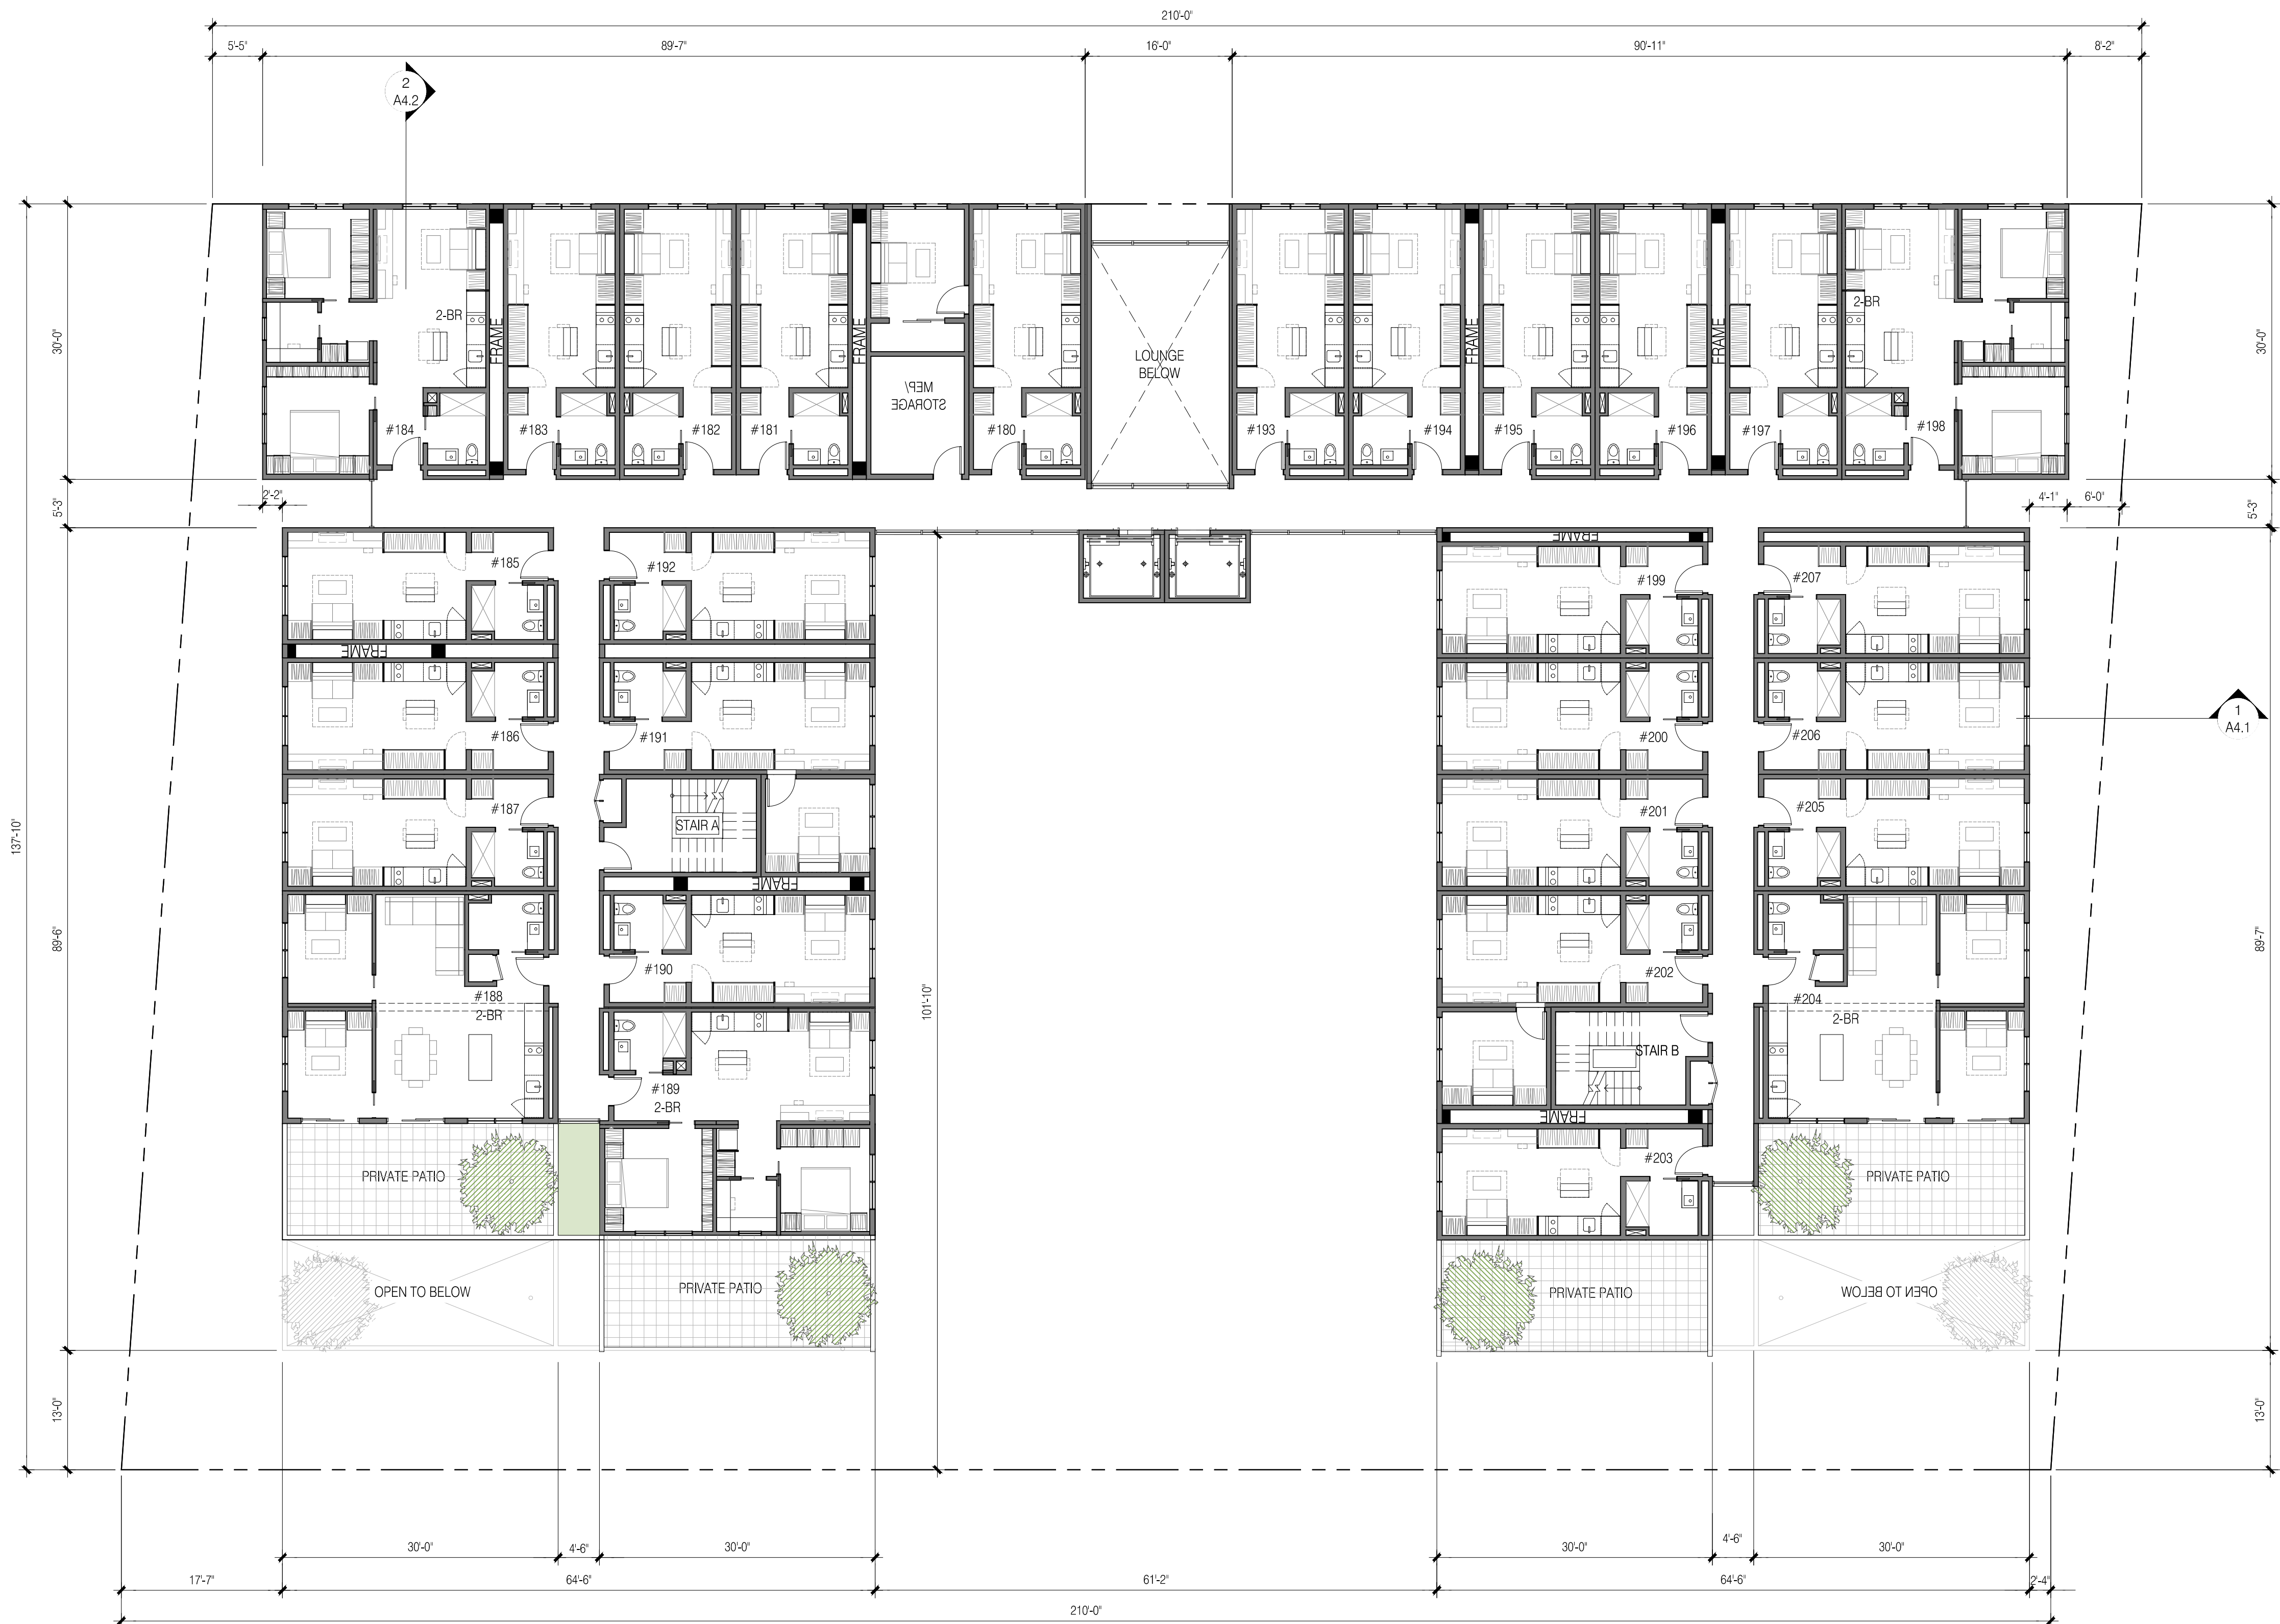 210'-0"
5'-5"
89'-7"
16'-0"
90'-11"
8'-2"
2
A4.2
137'-10"
30'-0"
5'-3"
89'-6"
13'-0"
30'-0"
5'-3"
89'-7"
13'-0"
2-BR
FRAME
FRAME
MEP/
STORAGE
LOUNGE
BELOW
FRAME
FRAME
2-BR
#184
#183
#182
#181
#180
#193
#194
#195
#196
#197
#198
2'-2"
4'-1"
6'-0"
FRAME
#185
#192
#199
#207
FRAME
#186
#191
#200
#206
1
A4.1
#187
#201
#205
STAIR A
FRAME
101'-10"
#190
#202
#188
2-BR
#204
2-BR
STAIR B
#189
2-BR
FRAME
#203
PRIVATE PATIO
PRIVATE PATIO
OPEN TO BELOW
PRIVATE PATIO
PRIVATE PATIO
OPEN TO BELOW
30'-0"
4'-6"
30'-0"
30'-0"
4'-6"
30'-0"
17'-7"
64'-6"
61'-2"
64'-6"
2'-4"
210'-0"